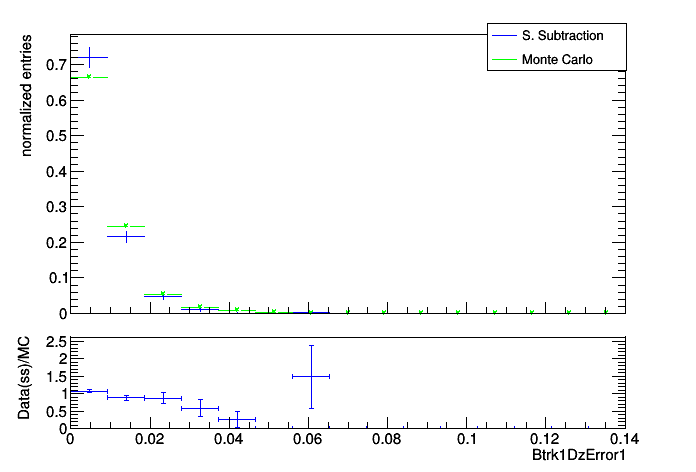 S. Subtraction
Monte Carlo
normalized entries
0.7
0.6
0.5
0.4
0.3
0.2
0.1
0
Data(ss)/MC
2.5
2
1.5
1
0.5
0
0 0.02 0.04 0.06 0.08 0.1 0.12 0.14
Btrk1DzError1